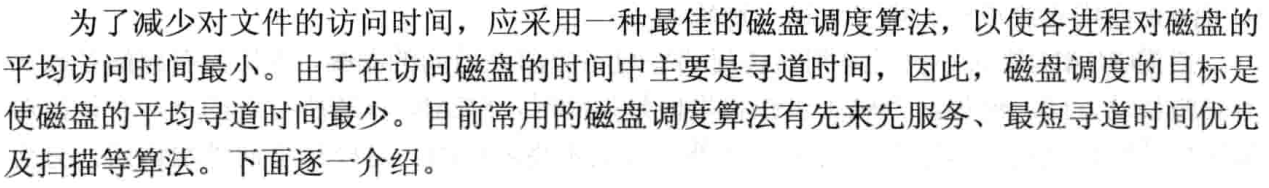 为了减少对文件的访问时间，应采用一种最佳的磁盘调度算法，以使各进程对磁盘的
平均访问时间最小。由于在访问磁盘的时间中主要是寻道时间，因此，磁盘调度的目标是
使磁盘的平均寻道时间最少。目前常用的磁盘调度算法有先来先服务、最短寻道时间优先
及扫描等算法。下面逐一介绍。